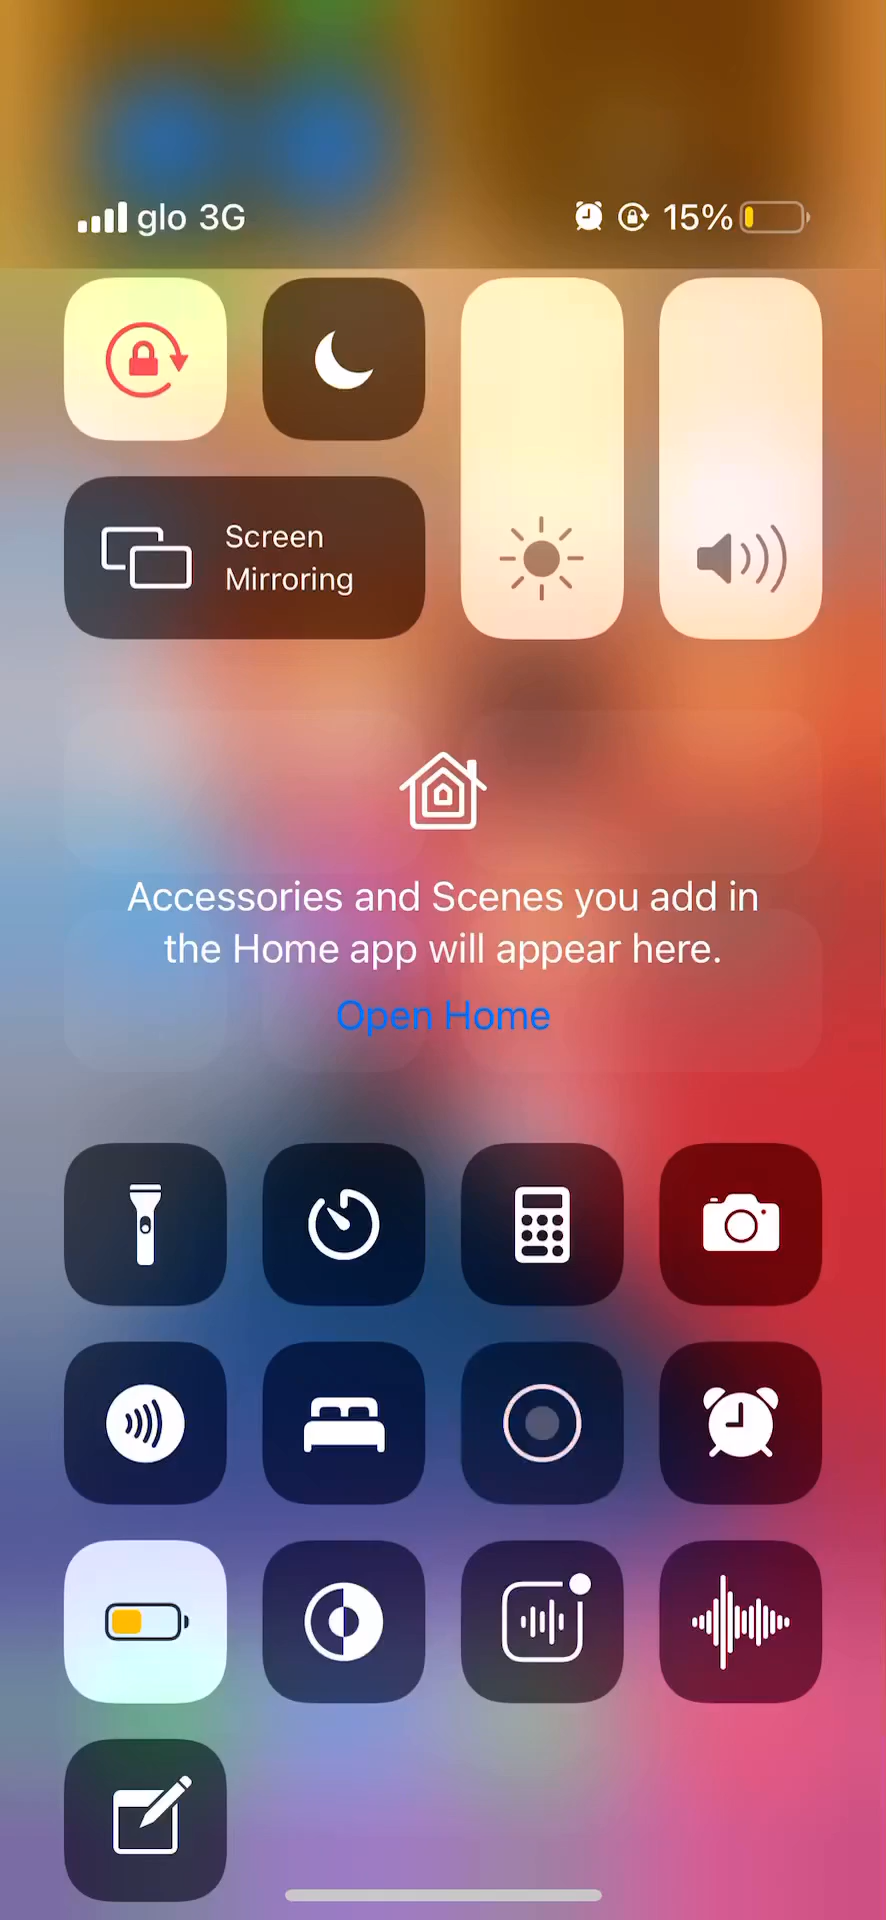 glo 3G 15%
Screen
Mirroring
Accessories and Scenes you add in
the Home app will appear here.
Open Home